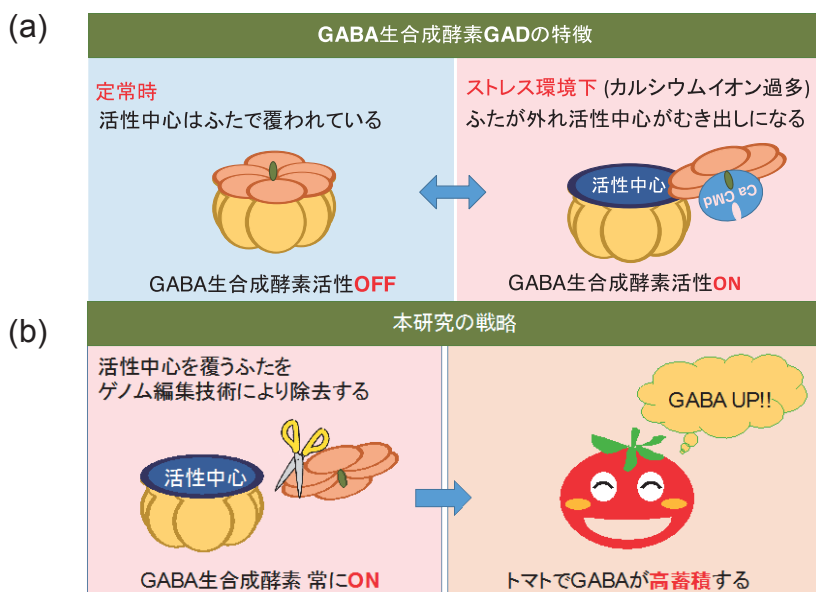 (a)
GABA生合成酵素GADの特徴
定常時
活性中心はふたで覆われている
GABA生合成酵素活性OFF
ストレス環境下 (カルシウムイオン過多)
ふたが外れ活性中心がむき出しになる
活性中心
Ca CMd
GABA生合成酵素活性ON
(b)
本研究の戦略
活性中心を覆うふたを
ゲノム編集技術により除去する
活性中心
GABA生合成酵素 常にON
GABA UP!!
トマトでGABAが高蓄積する